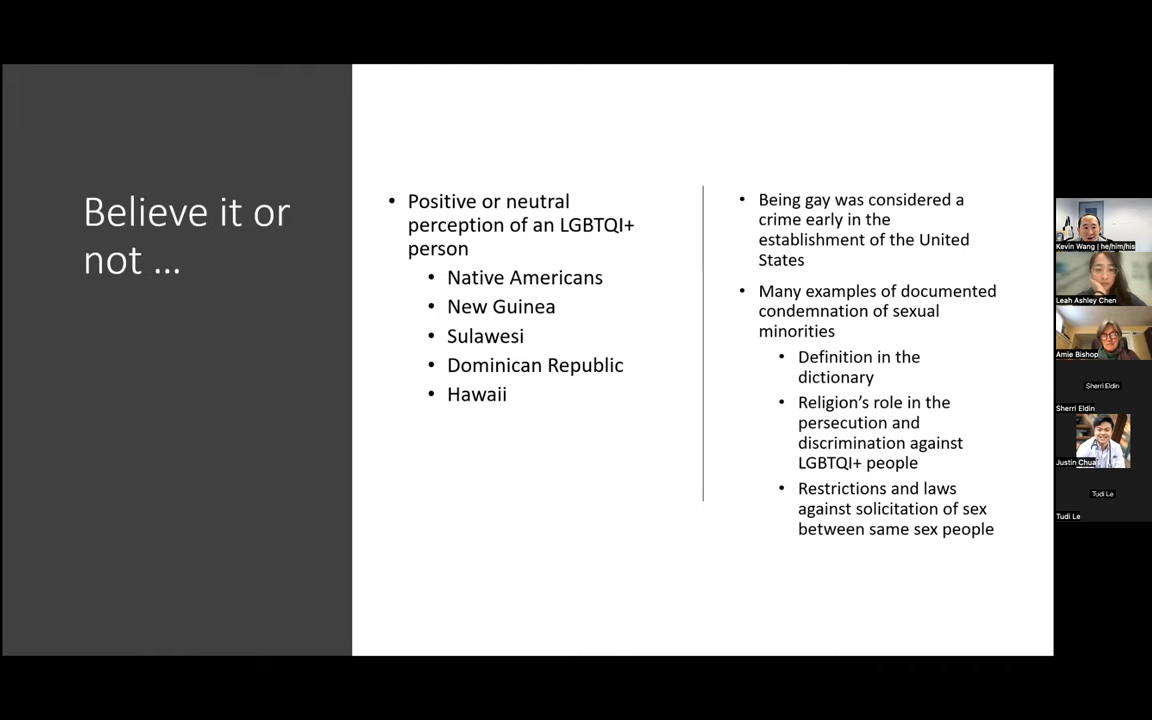 Believe it or
not ...
• Positive or neutral
perception of an LGBTQI+
person
• Native Americans
• New Guinea
• Sulawesi
• Dominican Republic
• Hawaii
• Being gay was considered a
crime early in the
establishment of the United
States
• Many examples of documented
condemnation of sexual
minorities
• Definition in the
dictionary
• Religion’s role in the
persecution and
discrimination against
LGBTQI+ people
• Restrictions and laws
against solicitation of sex
between same sex people
Kevin Wang | he/him/his
Leah Ashley Chen
Amie Bishop
Sherri Eldin
Sherri Eldin
Justin Chua
Tudi Le
Tudi Le